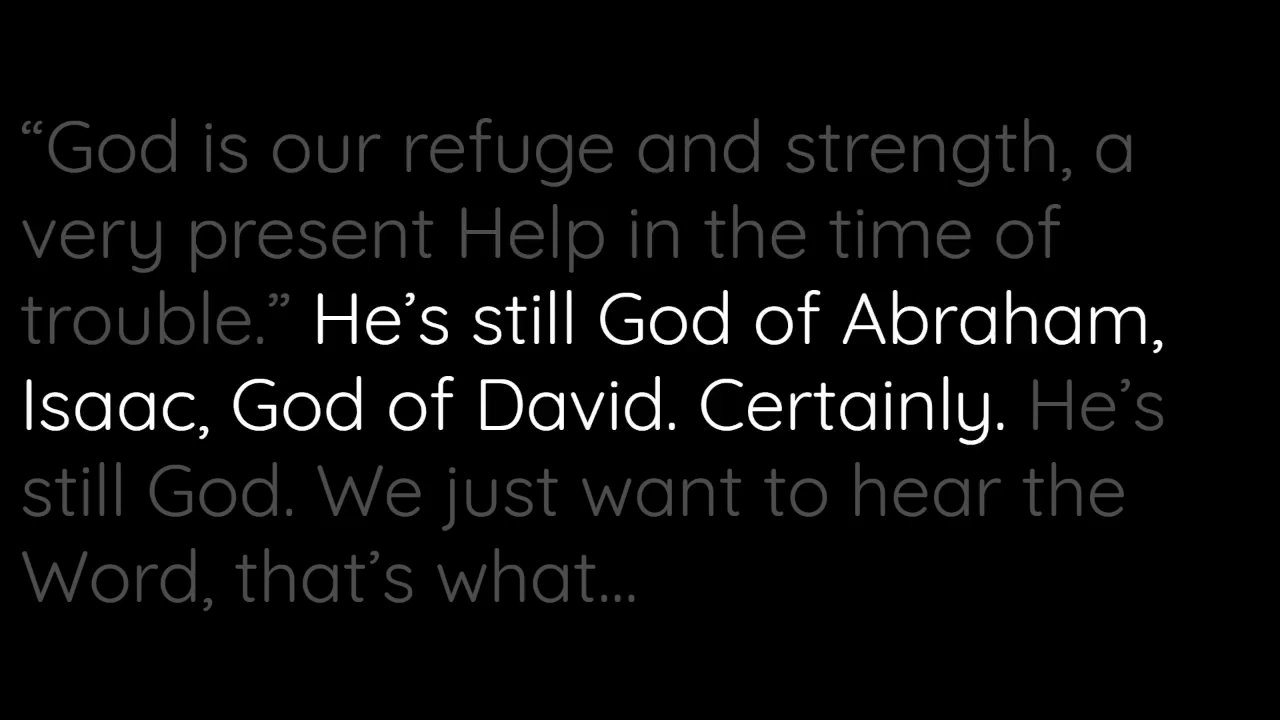 “God is our refuge and strength, a
very present Help in the time of
trouble.” He’s still God of Abraham,
Isaac, God of David. Certainly. He’s
still God. We just want to hear the
Word, that’s what...